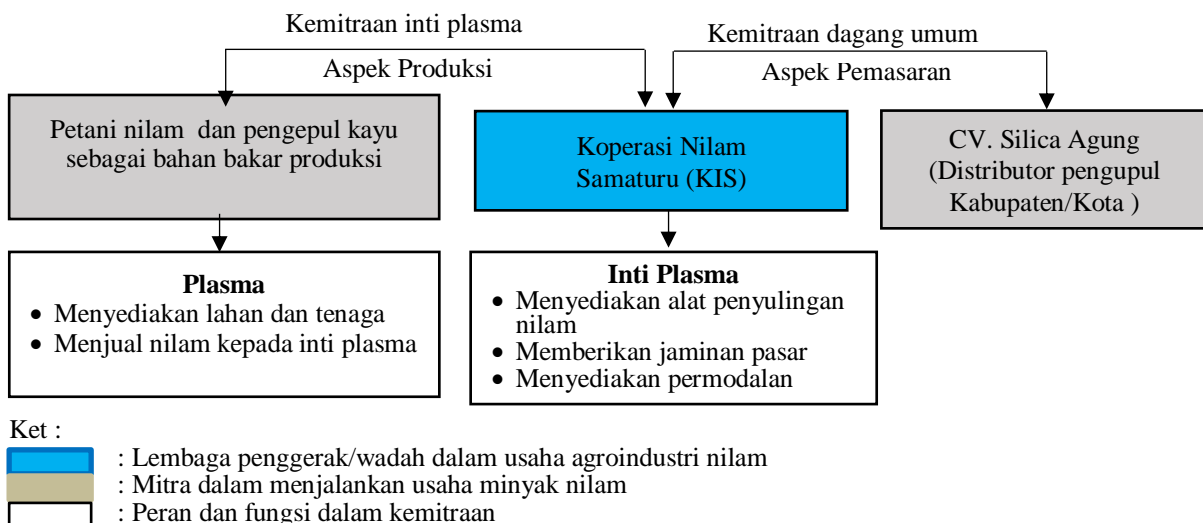 Kemitraan inti plasma
Kemitraan dagang umum
Aspek Produksi
Aspek Pemasaran
Petani nilam dan pengepul kayu
sebagai bahan bakar produksi
Koperasi Nilam
Samaturu (KIS)
CV. Silica Agung
(Distributor pengupul
Kabupaten/Kota )
Plasma
• Menyediakan lahan dan tenaga
• Menjual nilam kepada inti plasma
Inti Plasma
• Menyediakan alat penyulingan
nilam
• Memberikan jaminan pasar
• Menyediakan permodalan
Ket :
: Lembaga penggerak/wadah dalam usaha agroindustri nilam
: Mitra dalam menjalankan usaha minyak nilam
: Peran dan fungsi dalam kemitraan